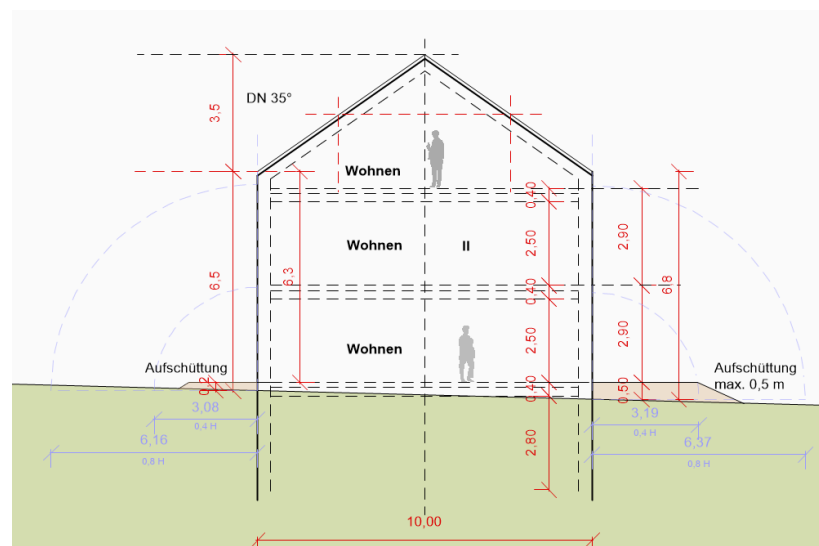 3,5
DN 35°
Wohnen
0,40
Wohnen
II
2,50
2,90
6,3
6,5
6,8
0,40
Wohnen
2,50
2,90
Aufschüttung
Aufschüttung
max. 0,5 m
0,2
0,40
0,50
3,08
0,4 H
3,19
0,4 H
6,16
0,8 H
6,37
0,8 H
2,80
10,00